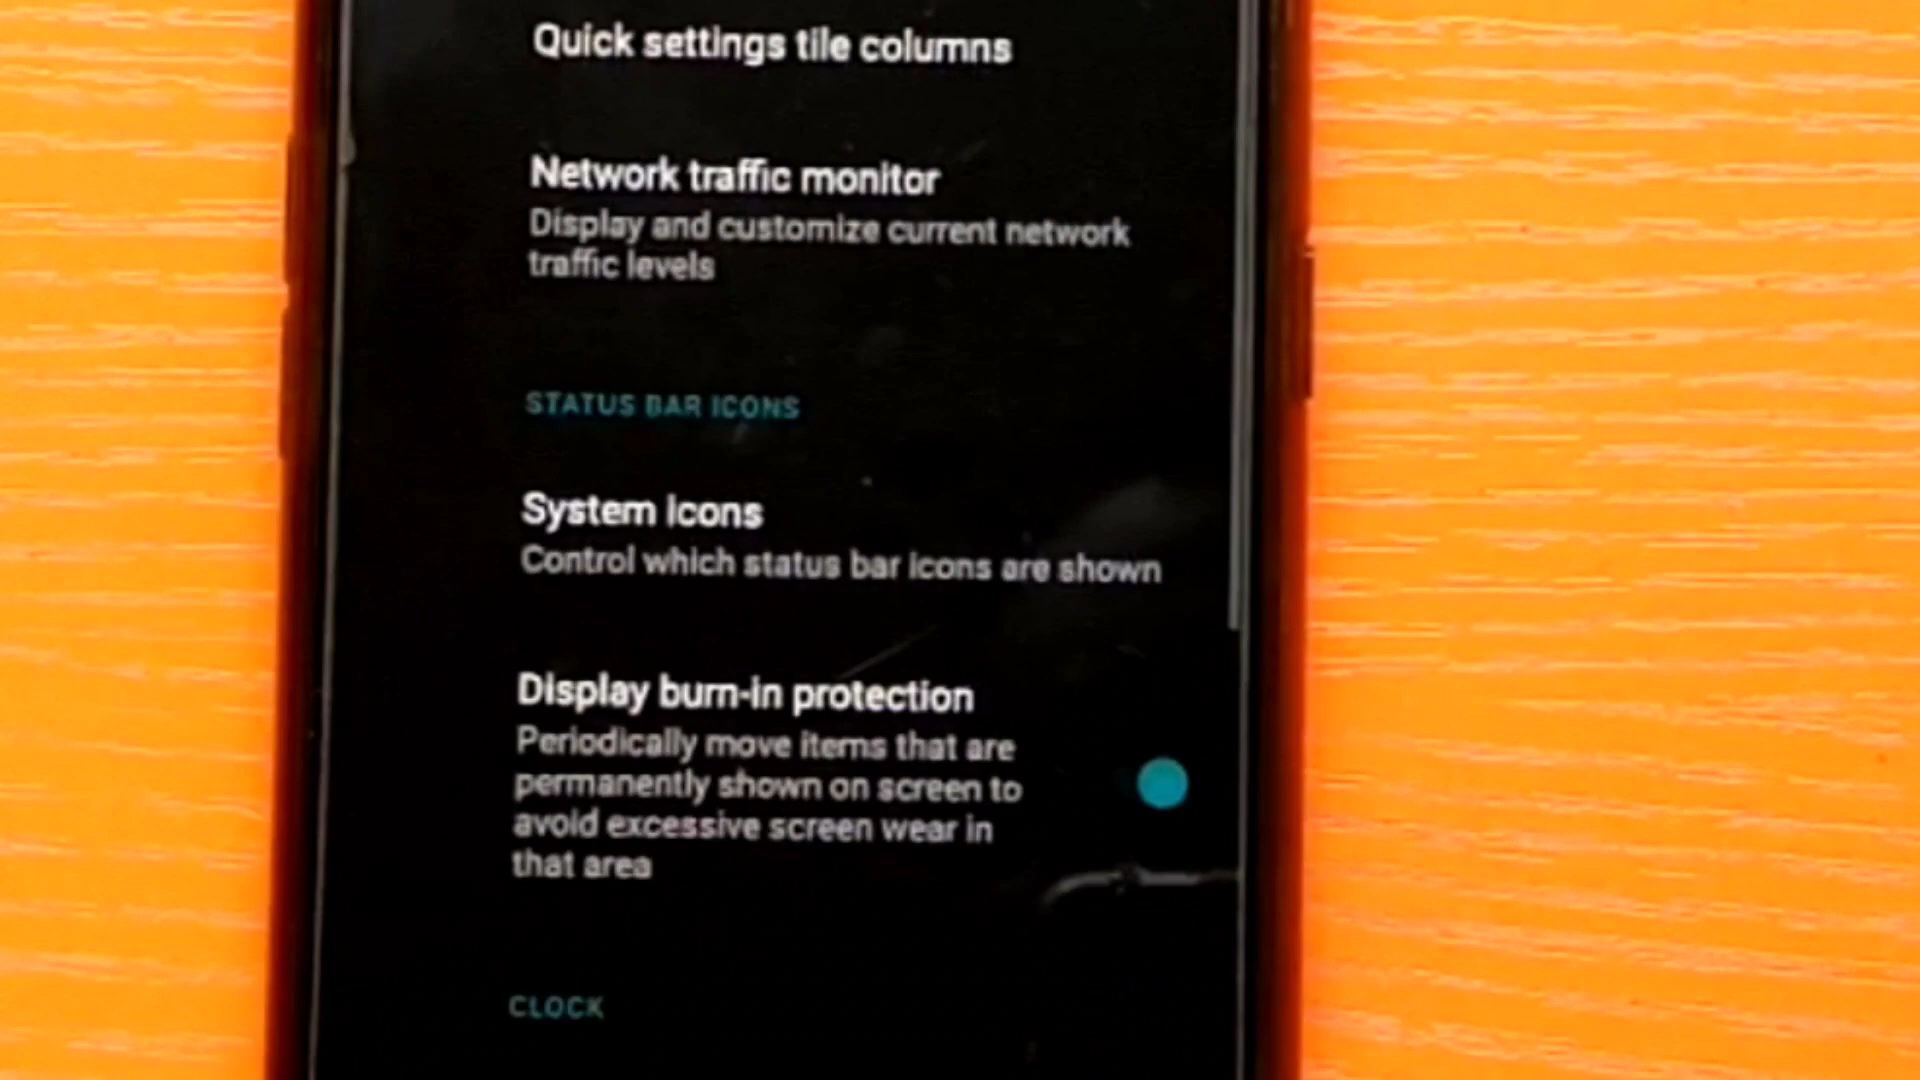 Quick settings tile columns
Network traffic monitor
Display and customize current network
traffic levels
STATUS BAR ICONS
System icons
Control which status bar icons are shown
Display burn-in protection
Periodically move items that are
permanently shown on screen to
avoid excessive screen wear in
that area
CLOCK